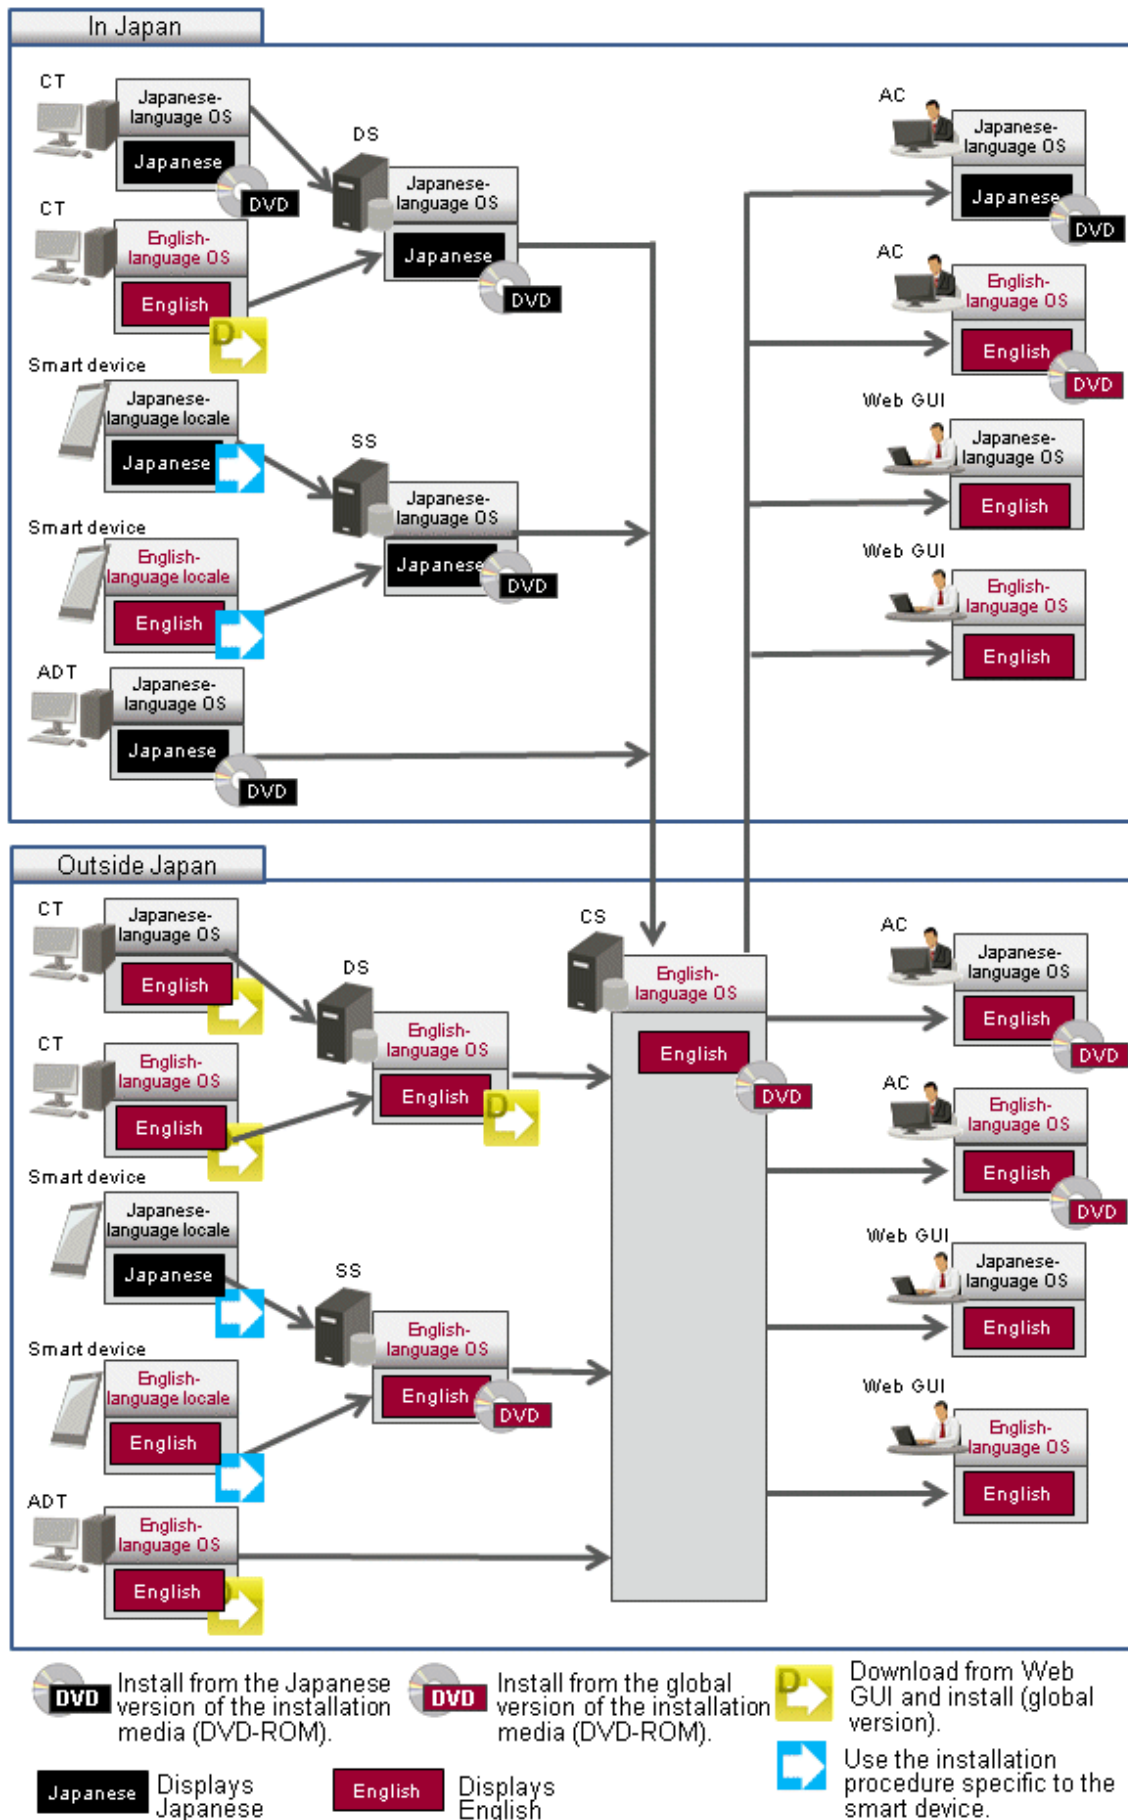 In Japan
CT
Japanese-
language OS
Japanese
DVD
DS
Japanese-
language OS
Japanese
DVD
CT
English-
language OS
English
D
Smart device
Japanese-
language locale
Japanese
SS
Japanese-
language OS
Japanese
DVD
Smart device
English-
language locale
English
ADT
Japanese-
language OS
Japanese
DVD
AC
Japanese-
language OS
Japanese
DVD
AC
English-
language OS
English
DVD
Web GUI
Japanese-
language OS
English
Web GUI
English-
language OS
English
Outside Japan
CT
Japanese-
language OS
English
DS
English-
language OS
English
D
CT
English-
language OS
English
Smart device
Japanese-
language locale
Japanese
SS
English-
language OS
English
DVD
Smart device
English-
language locale
English
ADT
English-
language OS
English
CS
English-
language OS
English
DVD
AC
Japanese-
language OS
English
DVD
AC
English-
language OS
English
DVD
Web GUI
Japanese-
language OS
English
Web GUI
English-
language OS
English
DVD
Install from the Japanese
version of the installation
media (DVD-ROM).
DVD
Install from the global
version of the installation
media (DVD-ROM).
D
Download from Web
GUI and install (global
version).
Use the installation
procedure specific to the
smart device.
Japanese
Displays
Japanese
English
Displays
English